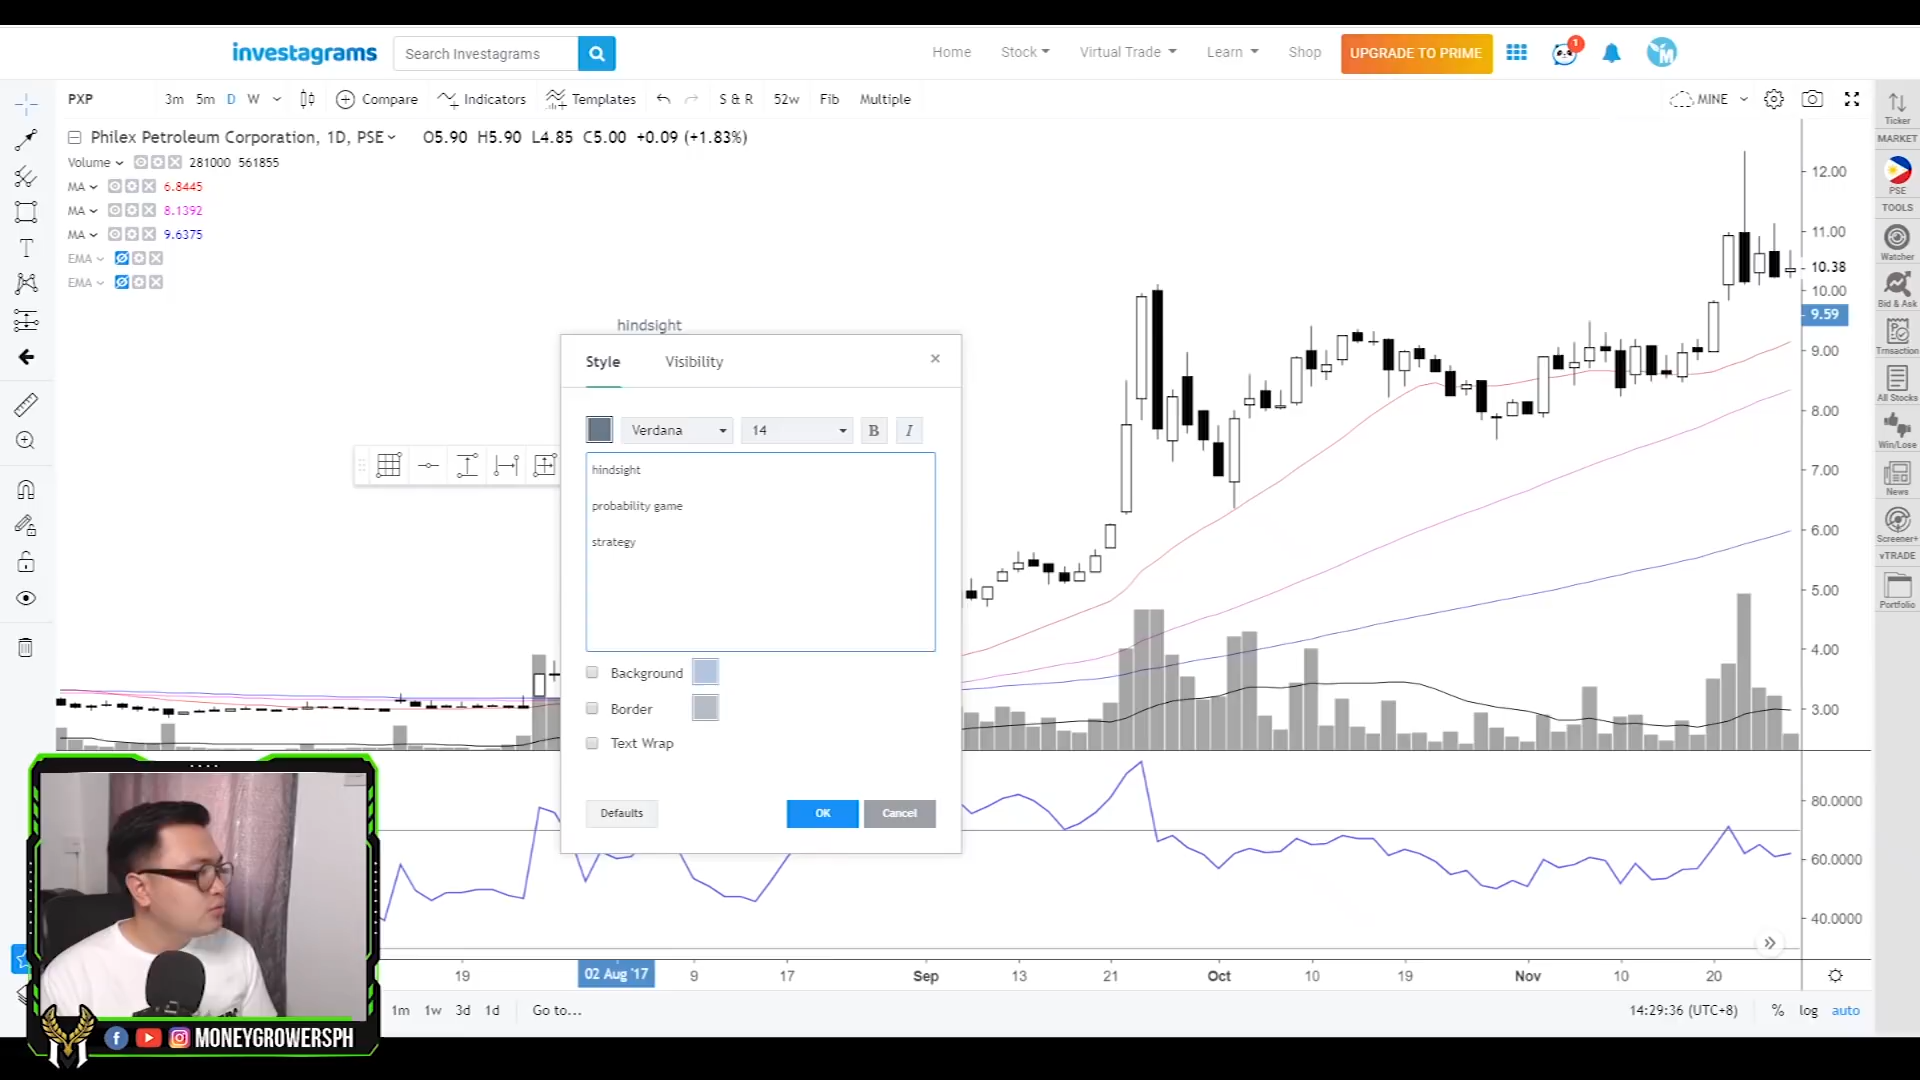 investagrams
Search Investagrams
Home
Stock
Virtual Trade
Learn
Shop
UPGRADE TO PRIME
1
M
PXP
3m
5m
D
W
Compare
Indicators
Templates
S & R
52w
Fib
Multiple
MINE
Philex Petroleum Corporation, 1D, PSE
O5.90 H5.90 L4.85 C5.00 +0.09 (+1.83%)
Volume
281000 561855
MA
6.8445
MA
8.1392
MA
9.6375
EMA
EMA
hindsight
Style
Visibility
Verdana
14
B
I
hindsight
probability game
strategy
Background
Border
Text Wrap
Defaults
OK
Cancel
12.00
11.00
10.38
10.00
9.59
9.00
8.00
7.00
6.00
5.00
4.00
3.00
80.0000
60.0000
40.0000
Ticker
MARKET
PSE
TOOLS
Watcher
Bid & Ask
Trnsaction
All Stocks
Win/Lose
News
Screener+
vTRADE
Portfolio
19
02 Aug '17
9
17
Sep
13
21
Oct
10
19
Nov
10
20
1m
1w
3d
1d
Go to...
14:29:36 (UTC+8)
%
log
auto
MONEYGROWERSPH